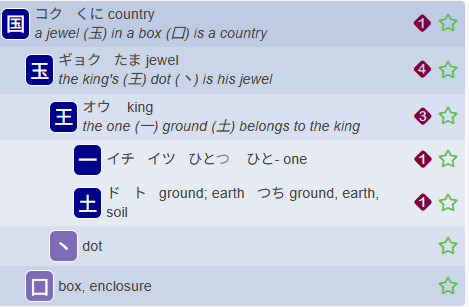 国 コク くに country 1
a jewel (玉) in a box (囗) is a country
玉 ギョク たま jewel 4
the king's (王) dot (丶) is his jewel
王 オウ king 3
the one (一) ground (土) belongs to the king
一 イチ イツ ひとつ ひと- one 1
土 ド ト ground; earth つち ground, earth, 1
soil
丶 dot
囗 box, enclosure